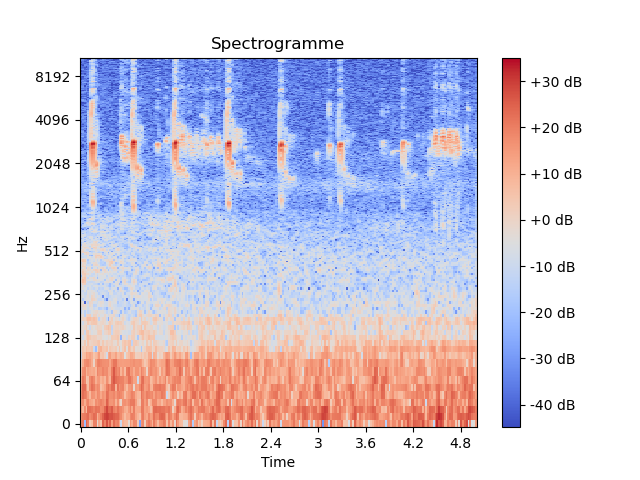 Spectrogramme
8192
4096
2048
1024
512
256
128
64
0
Hz
0 0.6 1.2 1.8 2.4 3 3.6 4.2 4.8
Time
+30 dB
+20 dB
+10 dB
+0 dB
-10 dB
-20 dB
-30 dB
-40 dB